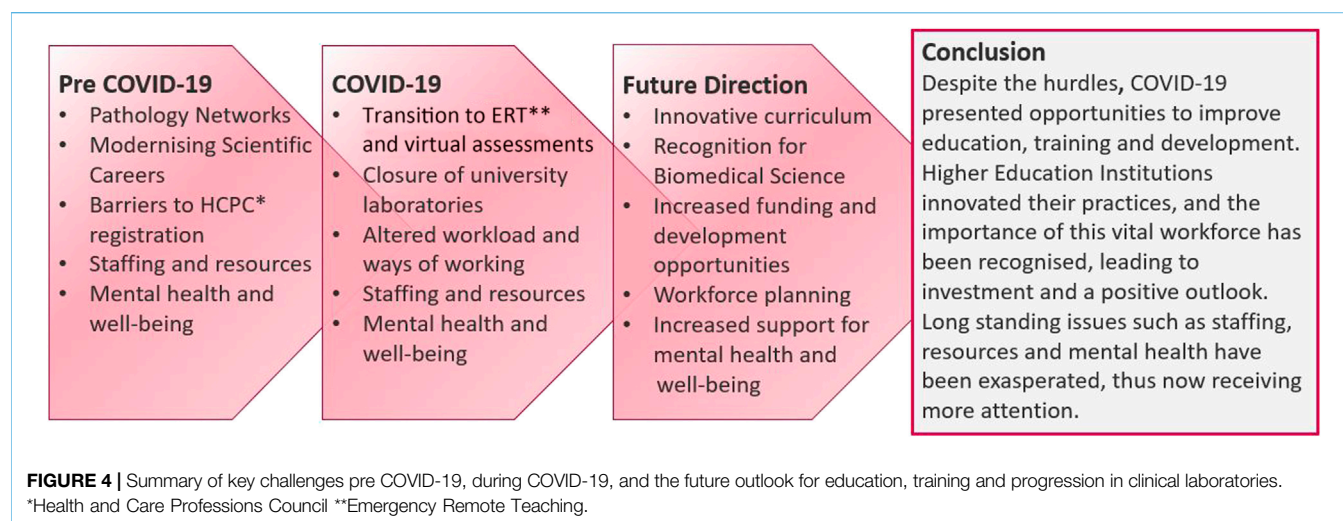 Pre COVID-19
• Pathology Networks
• Modernising Scientific
Careers
• Barriers to HCPC*
registration
• Staffing and resources
• Mental health and
well-being
COVID-19
• Transition to ERT**
and virtual assessments
• Closure of university
laboratories
• Altered workload and
ways of working
• Staffing and resources
• Mental health and
well-being
Future Direction
• Innovative curriculum
• Recognition for
Biomedical Science
• Increased funding and
development
opportunities
• Workforce planning
• Increased support for
mental health and
well-being
Conclusion
Despite the hurdles, COVID-19
presented opportunities to improve
education, training and development.
Higher Education Institutions
innovated their practices, and the
importance of this vital workforce has
been recognised, leading to
investment and a positive outlook.
Long standing issues such as staffing,
resources and mental health have
been exasperated, thus now receiving
more attention.
FIGURE 4 | Summary of key challenges pre COVID-19, during COVID-19, and the future outlook for education, training and progression in clinical laboratories.
*Health and Care Professions Council **Emergency Remote Teaching.